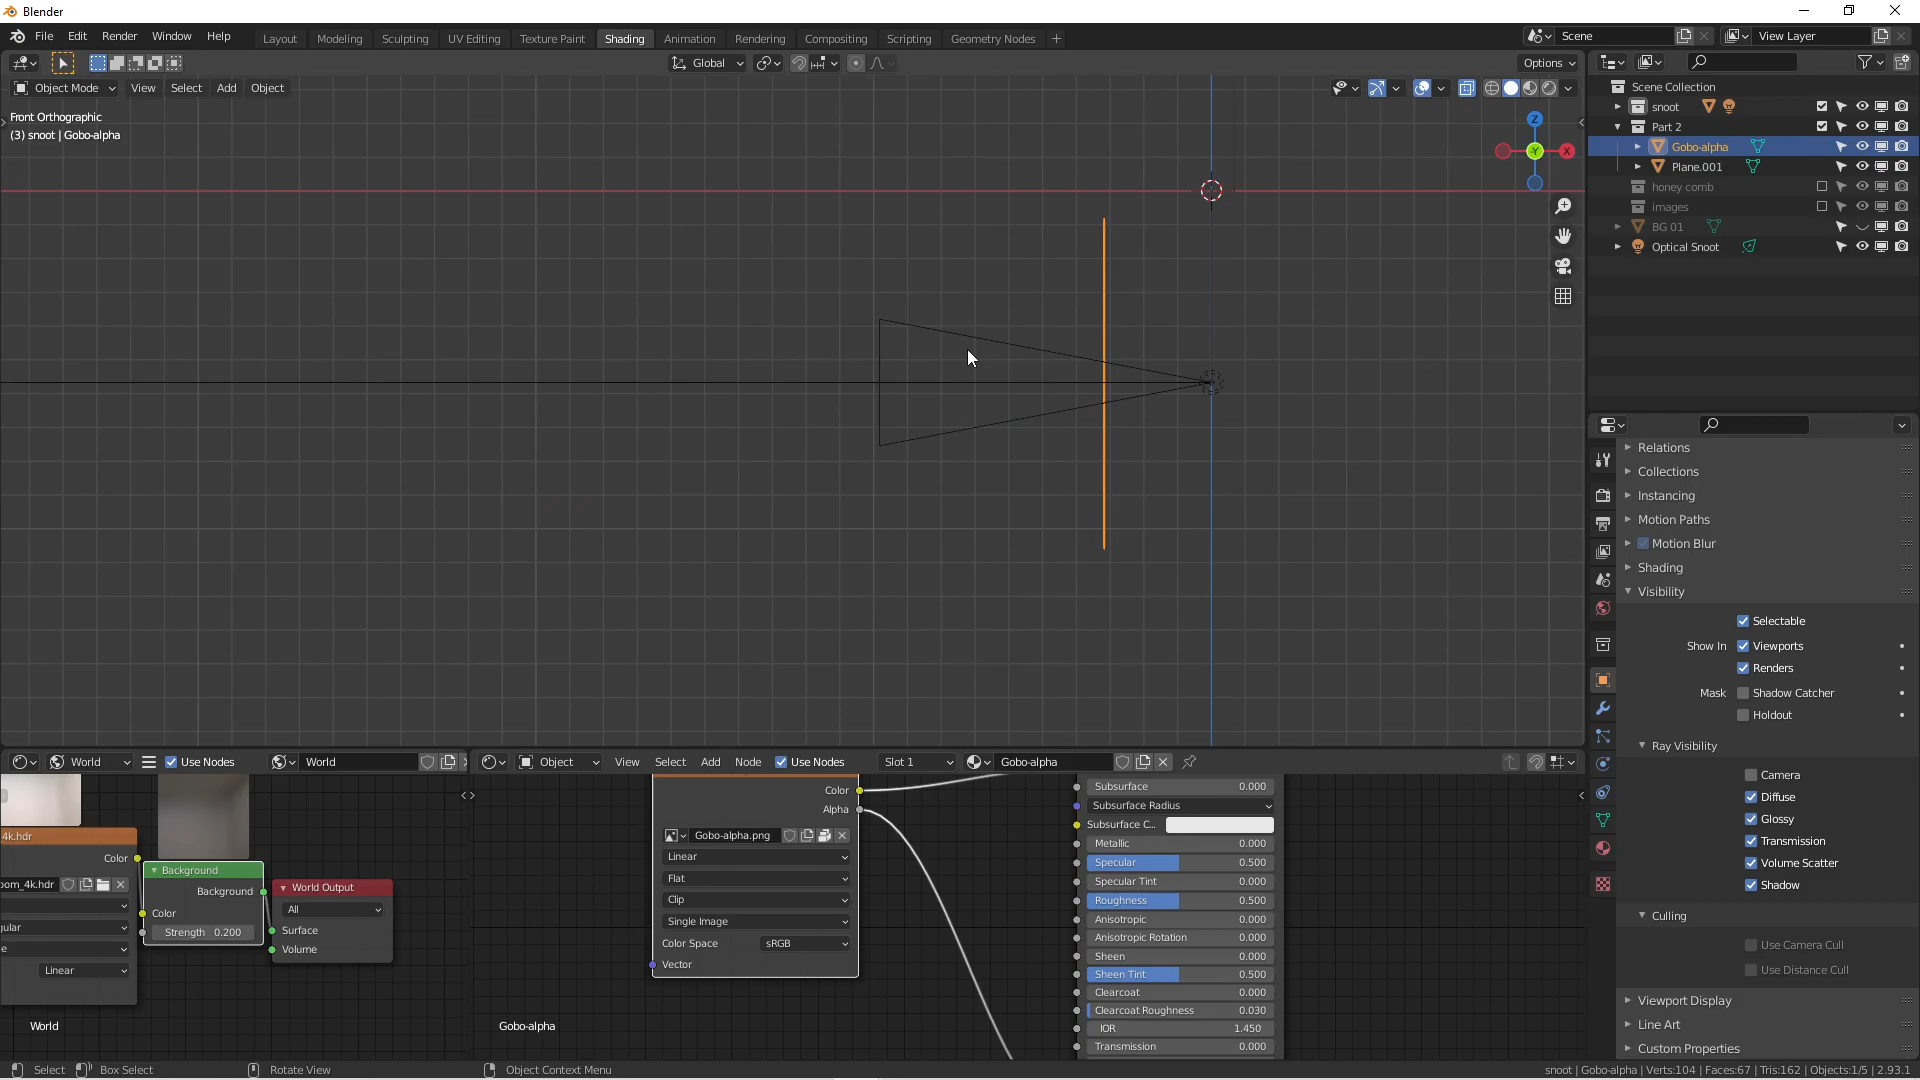 Blender
File Edit Render Window Help
Layout Modeling Sculpting UV Editing Texture Paint Shading Animation Rendering Compositing Scripting Geometry Nodes +
Scene
View Layer
Global
Options
Object Mode View Select Add Object
Front Orthographic
(3) snoot | Gobo-alpha
Z
Y
X
Scene Collection
snoot
Part 2
Gobo-alpha
Plane.001
honey comb
images
BG 01
Optical Snoot
Relations
Collections
Instancing
Motion Paths
Motion Blur
Shading
Visibility
Selectable
Show In Viewports
Renders
Mask Shadow Catcher
Holdout
Ray Visibility
Camera
Diffuse
Glossy
Transmission
Volume Scatter
Shadow
Culling
Use Camera Cull
Use Distance Cull
Viewport Display
Line Art
Custom Properties
World Use Nodes World
4k.hdr
Color
oom_4k.hdr
Linear
Background
Background
Color
Strength 0.200
World Output
All
Surface
Volume
World
Object View Select Add Node Use Nodes Slot 1 Gobo-alpha
Color
Alpha
Gobo-alpha.png
Linear
Flat
Clip
Single Image
Color Space sRGB
Vector
Gobo-alpha
Subsurface 0.000
Subsurface Radius
Subsurface C...
Metallic 0.000
Specular 0.500
Specular Tint 0.000
Roughness 0.500
Anisotropic 0.000
Anisotropic Rotation 0.000
Sheen 0.000
Sheen Tint 0.500
Clearcoat 0.000
Clearcoat Roughness 0.030
IOR 1.450
Transmission 0.000
Select Box Select Rotate View Object Context Menu
snoot | Gobo-alpha | Verts:104 | Faces:67 | Tris:162 | Objects:1/5 | 2.93.1